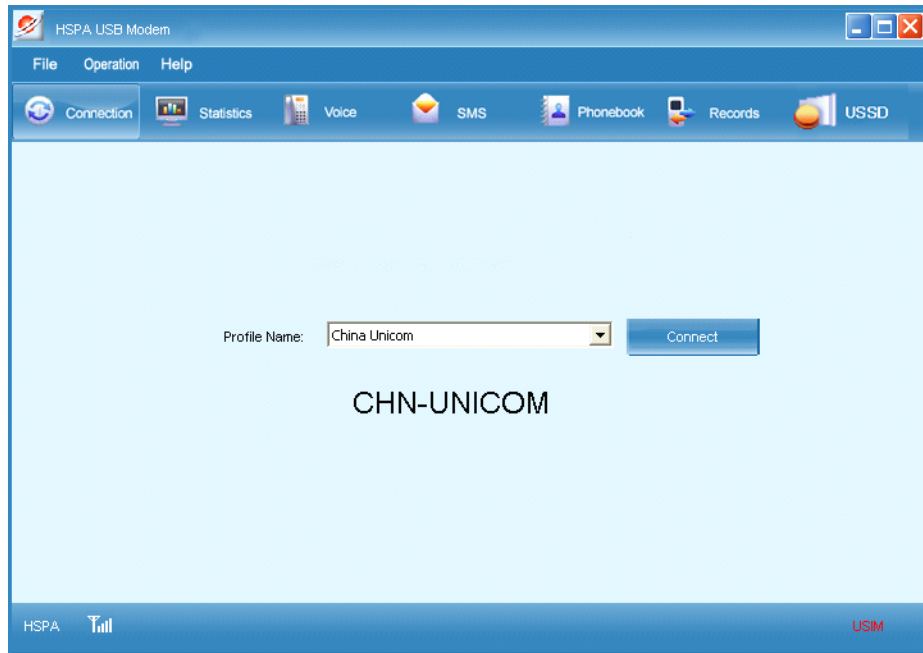 HSPA USB Modem
File Operation Help
Connection Statistics Voice SMS Phonebook Records USSD
Profile Name: China Unicom Connect
CHN-UNICOM
HSPA USIM